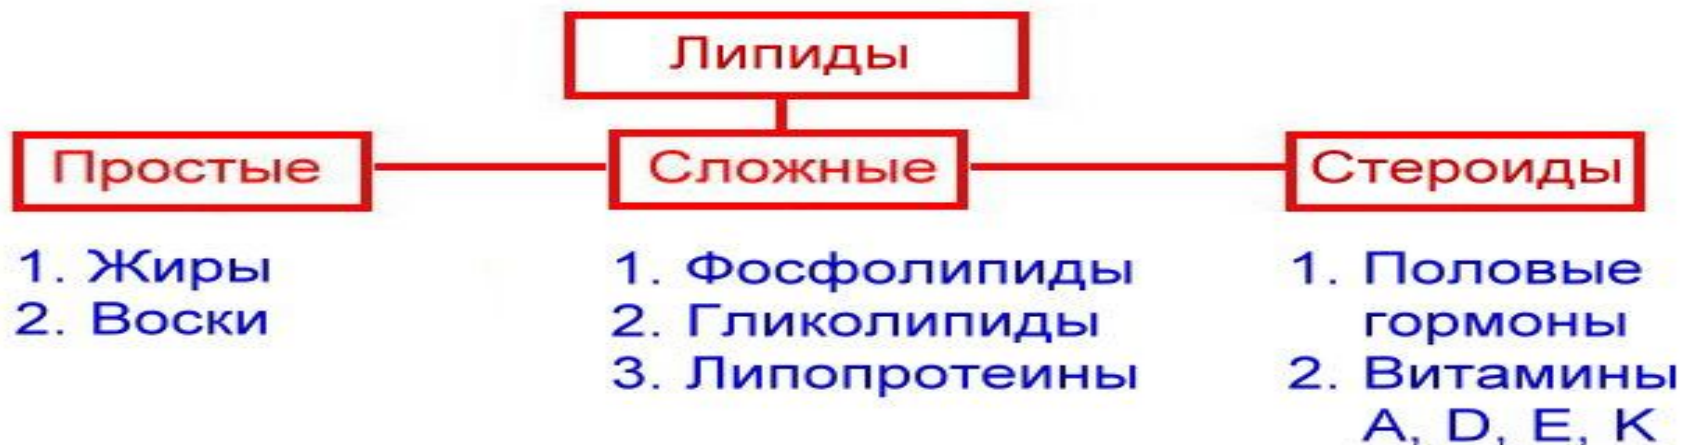 Липиды
Простые
Сложные
Стероиды
1. Жиры
2. Воски
1. Фосфолипиды
2. Гликолипиды
3. Липопротеины
1. Половые
гормоны
2. Витамины
A, D, E, K